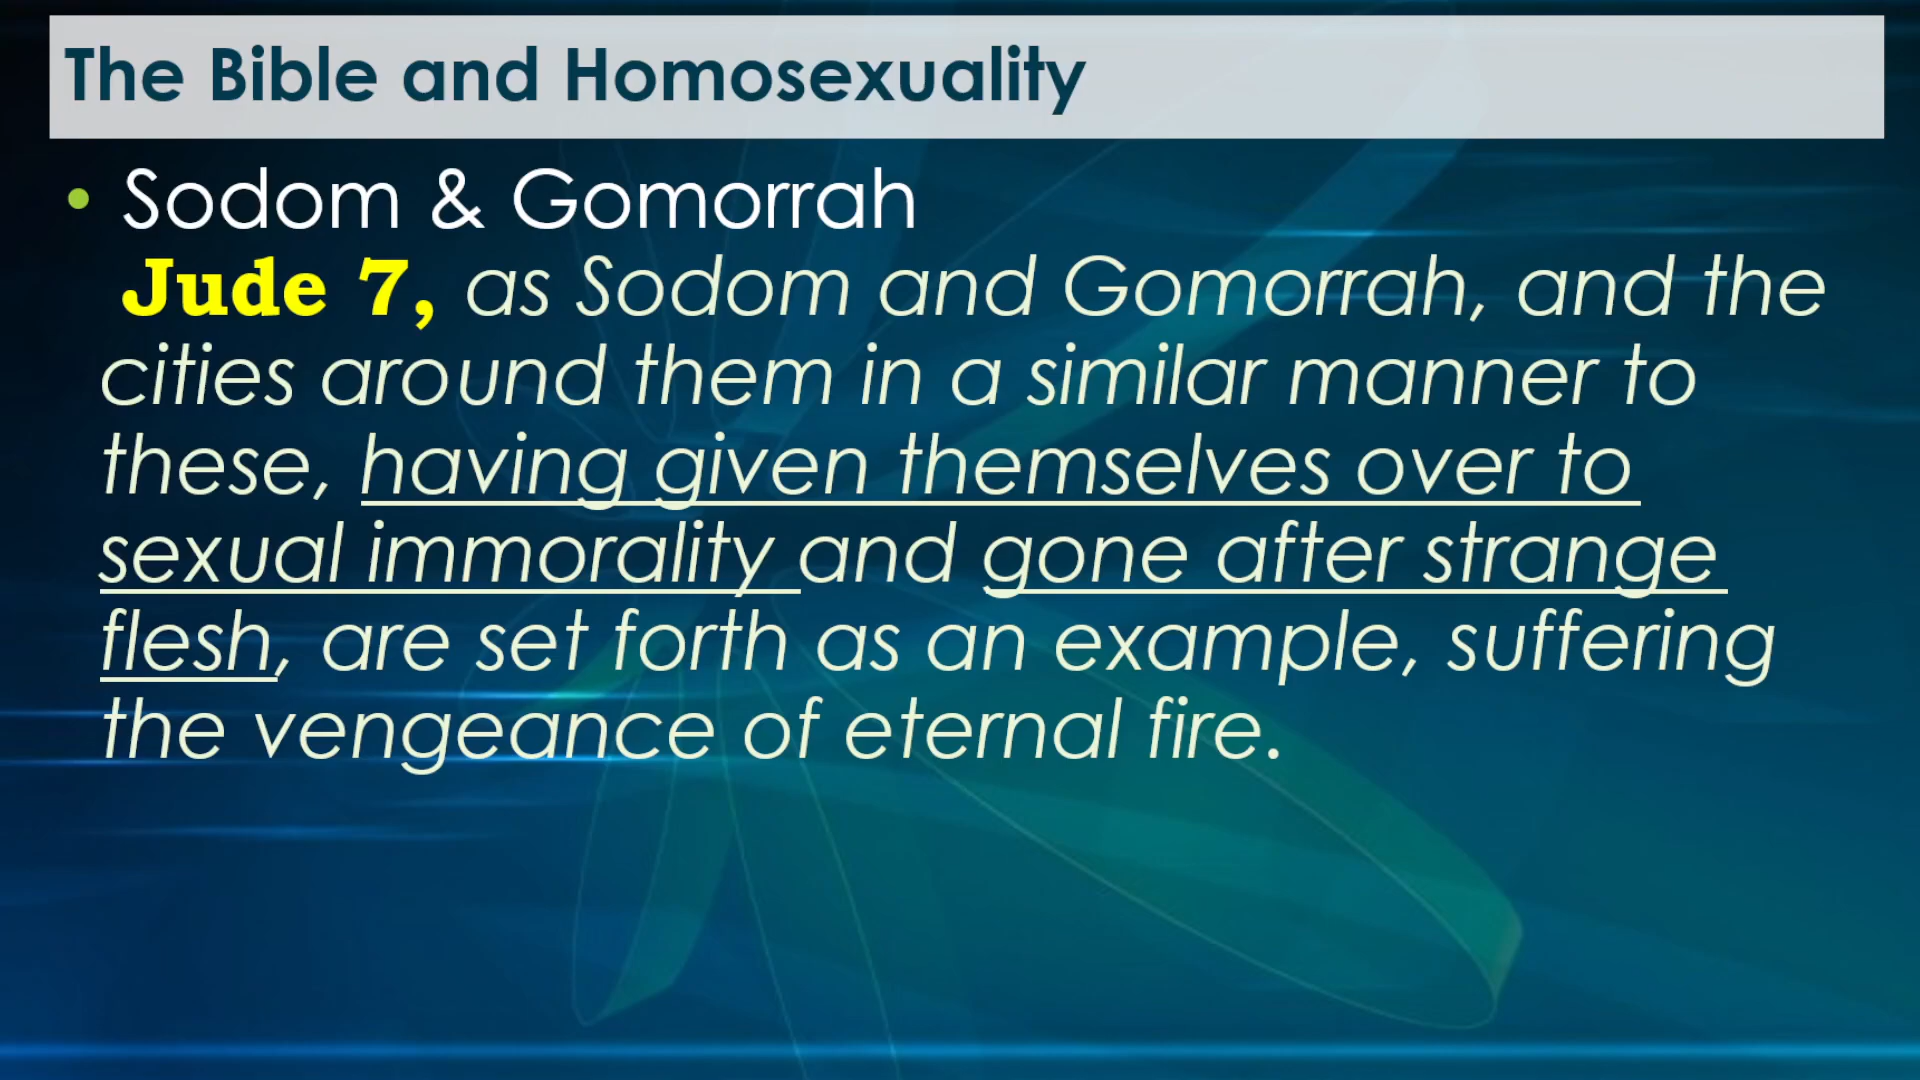 The Bible and Homosexuality
• Sodom & Gomorrah
Jude 7, as Sodom and Gomorrah, and the
cities around them in a similar manner to
these, having given themselves over to
sexual immorality and gone after strange
flesh, are set forth as an example, suffering
the vengeance of eternal fire.